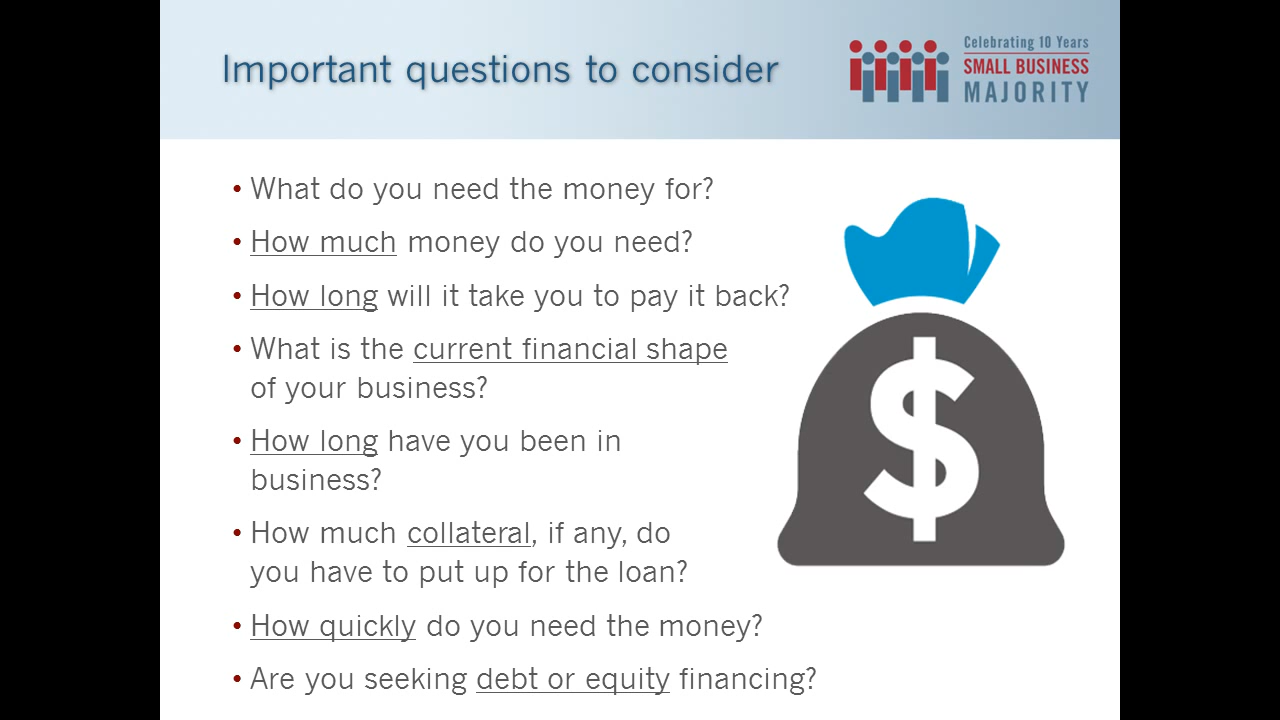 Important questions to consider
Celebrating 10 Years
SMALL BUSINESS
MAJORITY
• What do you need the money for?
• How much money do you need?
• How long will it take you to pay it back?
• What is the current financial shape
of your business?
• How long have you been in
business?
• How much collateral, if any, do
you have to put up for the loan?
• How quickly do you need the money?
• Are you seeking debt or equity financing?
$